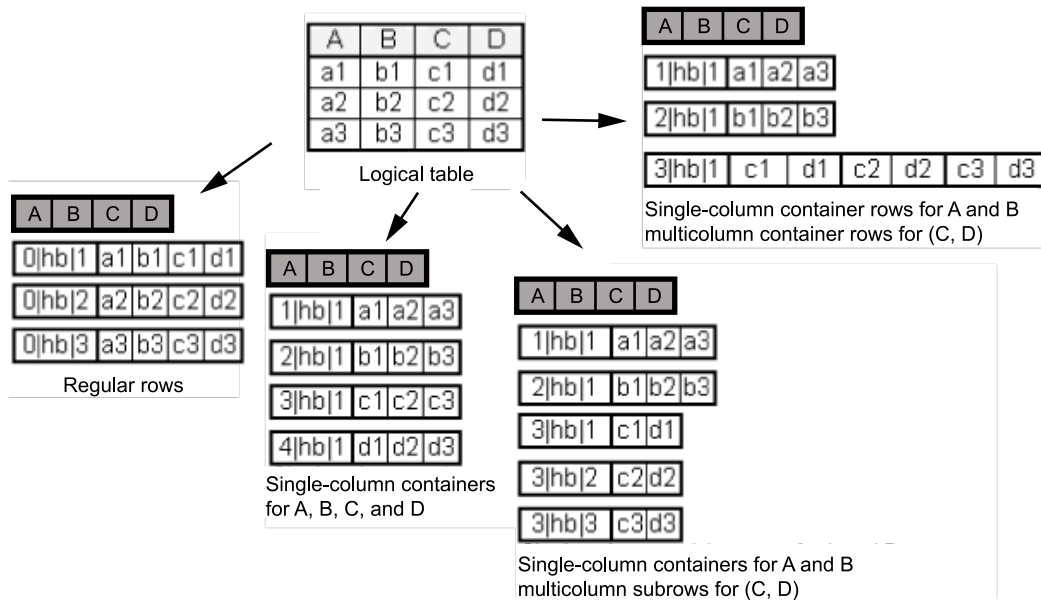 A B C D
a1 b1 c1 d1
a2 b2 c2 d2
a3 b3 c3 d3
Logical table
A B C D
1|hb|1 a1 a2 a3
2|hb|1 b1 b2 b3
3|hb|1 c1 d1 c2 d2 c3 d3
Single-column container rows for A and B
multicolumn container rows for (C, D)
A B C D
0|hb|1 a1 b1 c1 d1
0|hb|2 a2 b2 c2 d2
0|hb|3 a3 b3 c3 d3
Regular rows
A B C D
1|hb|1 a1 a2 a3
2|hb|1 b1 b2 b3
3|hb|1 c1 c2 c3
4|hb|1 d1 d2 d3
Single-column containers
for A, B, C, and D
A B C D
1|hb|1 a1 a2 a3
2|hb|1 b1 b2 b3
3|hb|1 c1 d1
3|hb|2 c2 d2
3|hb|3 c3 d3
Single-column containers for A and B
multicolumn subrows for (C, D)